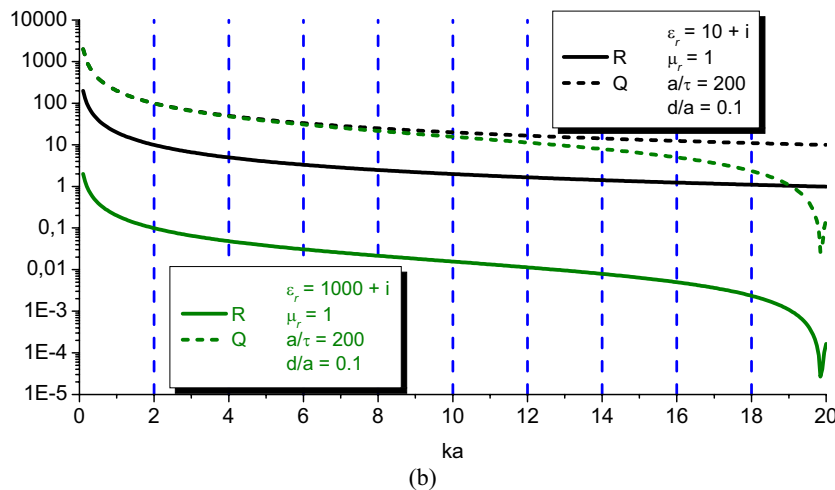 10000
1000
100
10
1
0,1
0,01
1E-3
1E-4
1E-5
εr = 10 + i
R μr = 1
Q a/τ = 200
d/a = 0.1
εr = 1000 + i
R μr = 1
Q a/τ = 200
d/a = 0.1
0 2 4 6 8 10 12 14 16 18 20
ka
(b)